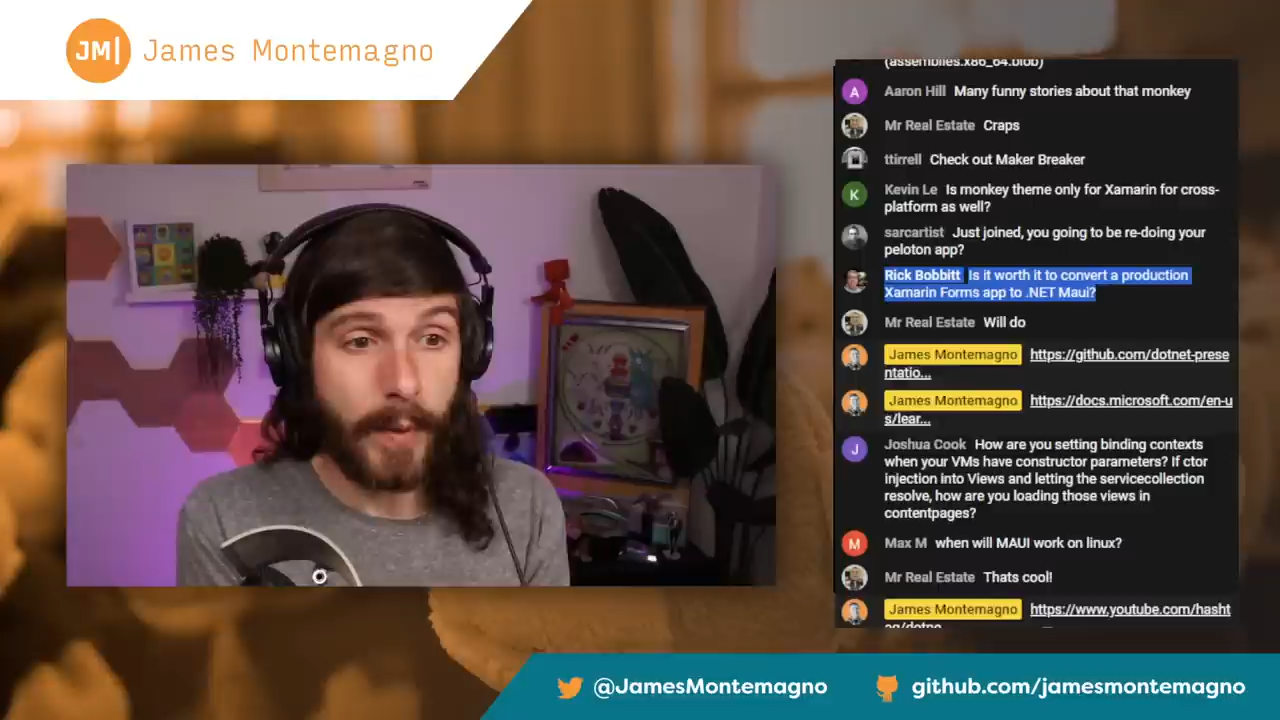 JM| James Montemagno
(assemblies.x86_64.blob)
Aaron Hill Many funny stories about that monkey
Mr Real Estate Craps
ttirrell Check out Maker Breaker
K Kevin Le Is monkey theme only for Xamarin for cross-
platform as well?
sarcartist Just joined, you going to be re-doing your
peloton app?
Rick Bobbitt Is it worth it to convert a production
Xamarin Forms app to .NET Maui?
Mr Real Estate Will do
James Montemagno https://github.com/dotnet-prese
ntatio...
James Montemagno https://docs.microsoft.com/en-u
s/lear...
J Joshua Cook How are you setting binding contexts
when your VMs have constructor parameters? If ctor
injection into Views and letting the servicecollection
resolve, how are you loading those views in
contentpages?
M Max M when will MAUI work on linux?
Mr Real Estate Thats cool!
James Montemagno https://www.youtube.com/hasht
ag/dotne
@JamesMontemagno
github.com/jamesmontemagno